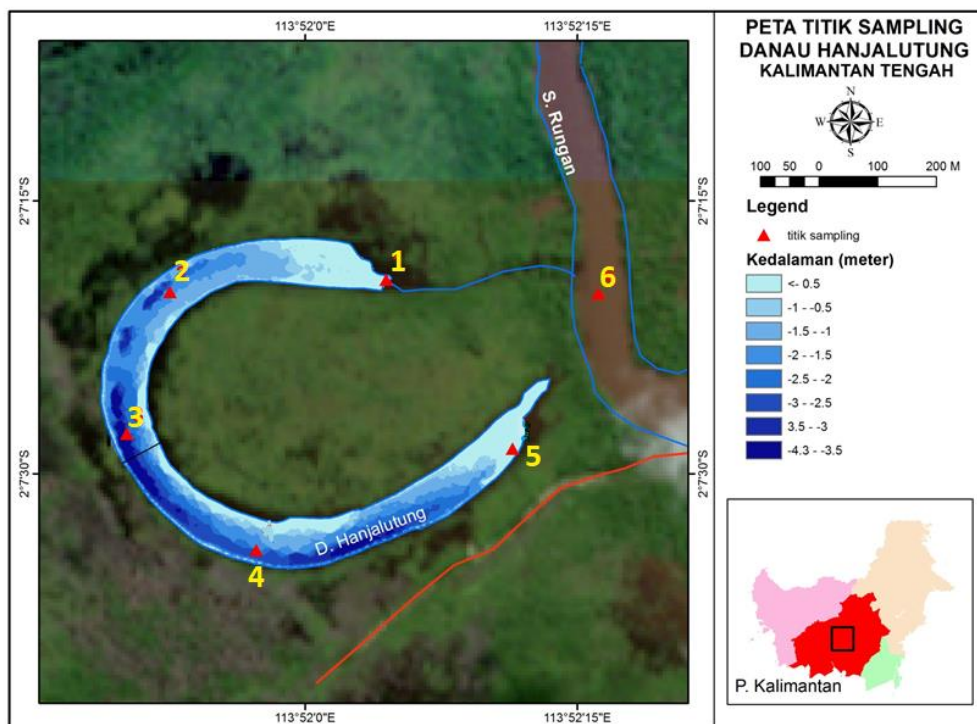 113°52'0"E
113°52'15"E
2°7'15"S
2°7'30"S
S. Rungan
1
2
3
4
5
6
D. Hanjalutung
113°52'0"E
113°52'15"E
PETA TITIK SAMPLING
DANAU HANJALUTUNG
KALIMANTAN TENGAH
N
W
E
S
100 50 0 100 200 M
Legend
titik sampling
Kedalaman (meter)
<- 0.5
-1 - -0.5
-1.5 - -1
-2 - -1.5
-2.5 - -2
-3 - -2.5
3.5 - -3
-4.3 - -3.5
P. Kalimantan
2°7'15"S
2°7'30"S